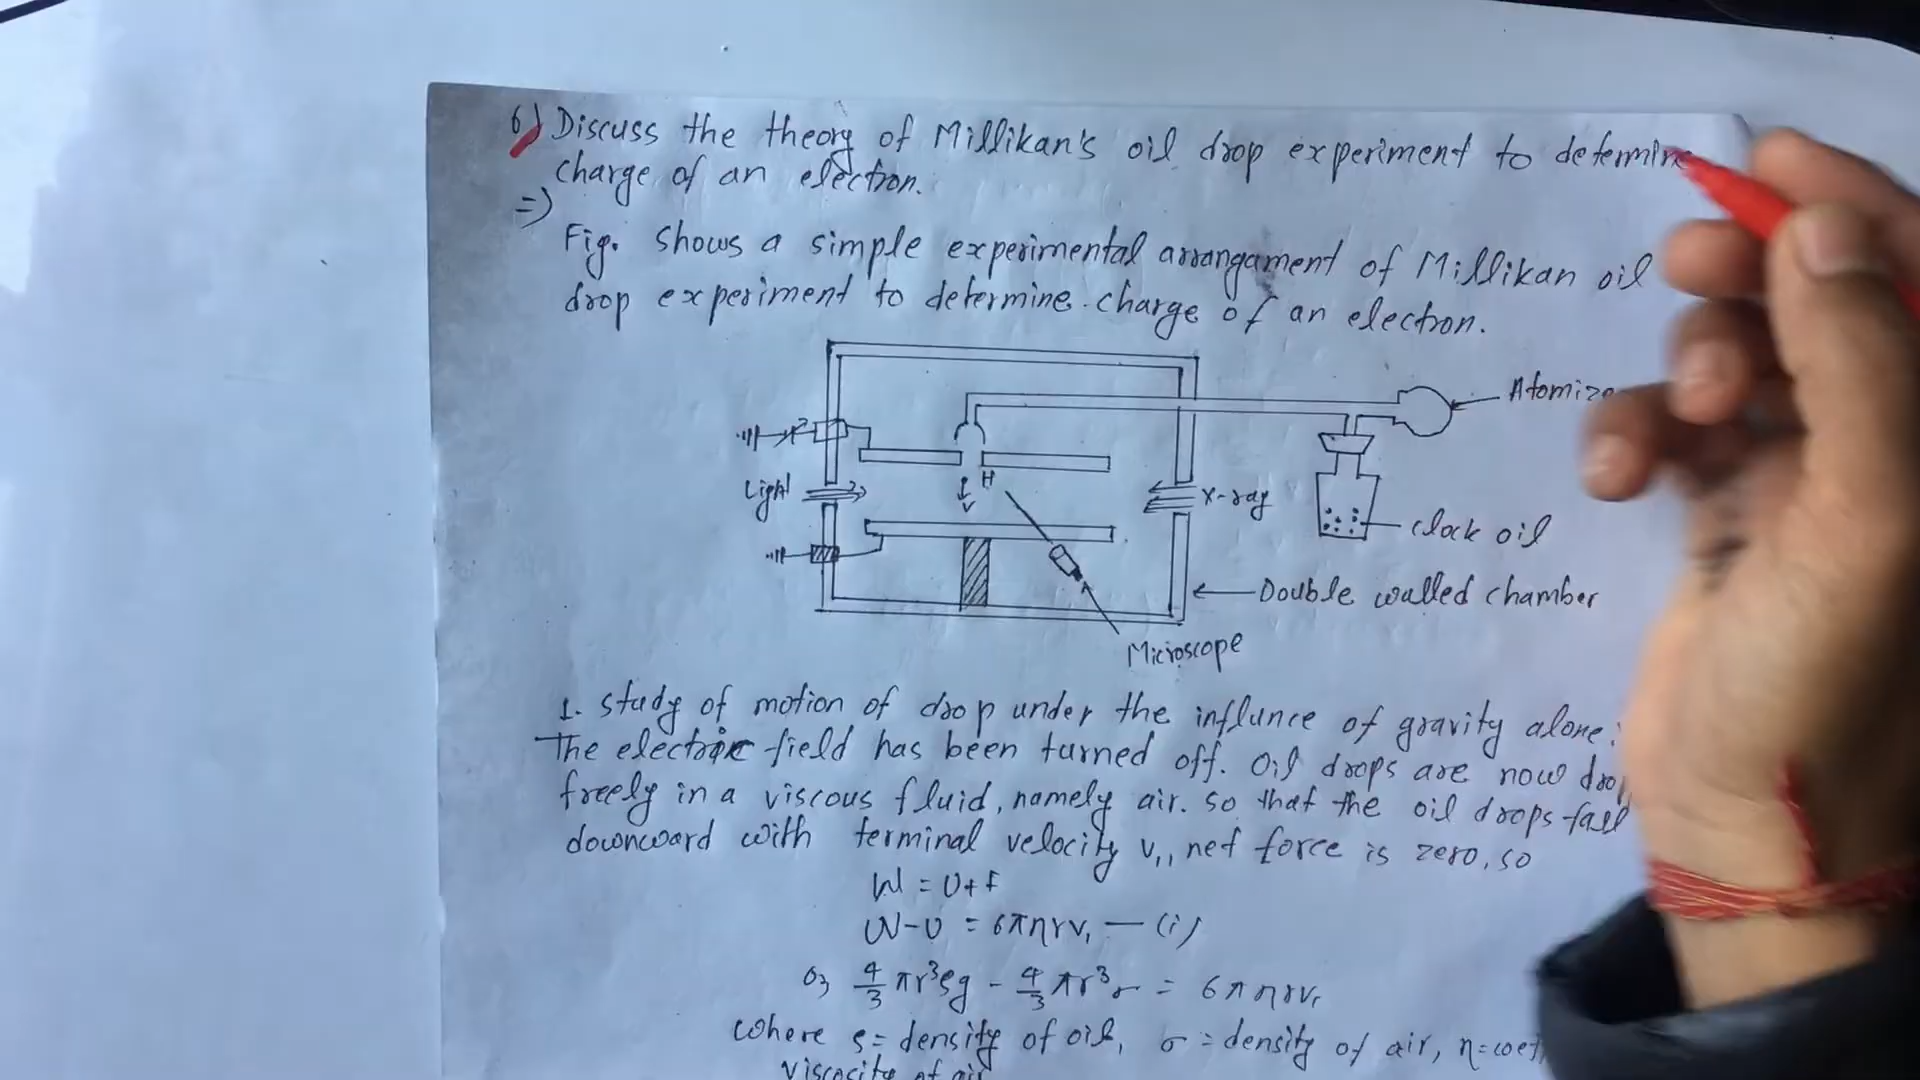 6) Discuss the theory of Millikan's oil drop experiment to determine
charge of an electron.
=)
Fig. shows a simple experimental arrangament of Millikan oil
drop experiment to determine charge of an electron.
Atomize
Light
H
X-ray
clock oil
Double walled chamber
Microscope
1. Study of motion of drop under the influnce of gravity alone:
The electric field has been turned off. Oil drops are now
freely in a viscous fluid, namely air. so that the oil drops fall
downward with terminal velocity v₁, net force is zero, so
W = U + F
W-U = 6πηrv₁ — (i)
or, 4/3 πr³ρg - 4/3 πr³σ = 6πηrv₁
where ρ = density of oil, σ = density of air, η =
viscosity of air